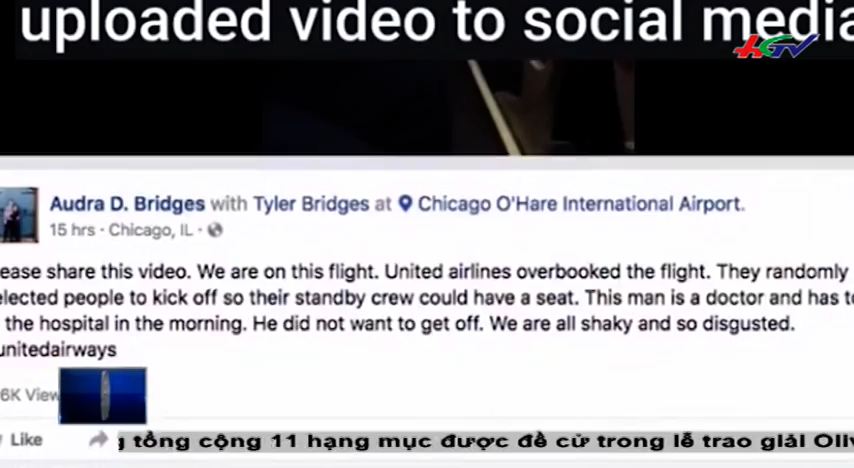 uploaded video to social media
HGTV
Audra D. Bridges with Tyler Bridges at Chicago O'Hare International Airport.
15 hrs · Chicago, IL ·
ease share this video. We are on this flight. United airlines overbooked the flight. They randomly
elected people to kick off so their standby crew could have a seat. This man is a doctor and has to
the hospital in the morning. He did not want to get off. We are all shaky and so disgusted.
unitedairways
6K View
Like
g tổng cộng 11 hạng mục được đề cử trong lễ trao giải Oliv